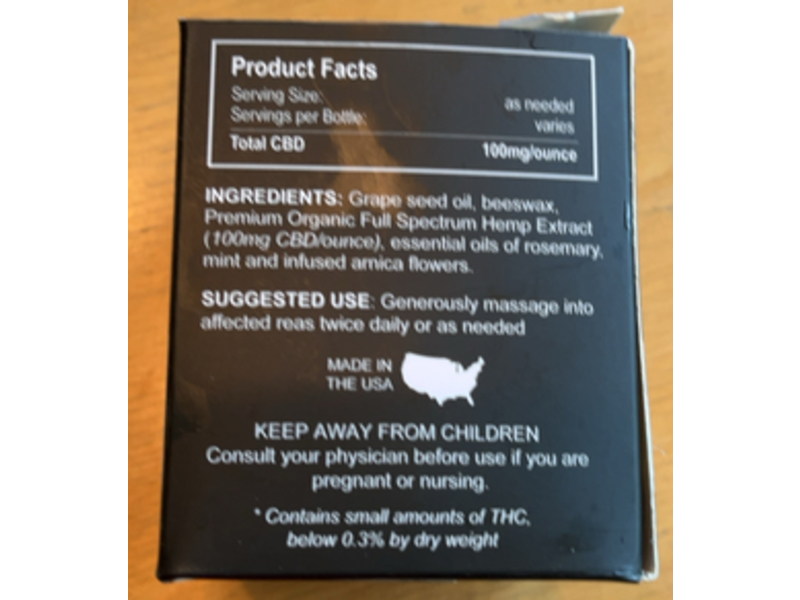 Product Facts
Serving Size: as needed
Servings per Bottle: varies
Total CBD 100mg/ounce
INGREDIENTS: Grape seed oil, beeswax,
Premium Organic Full Spectrum Hemp Extract
(100mg CBD/ounce), essential oils of rosemary,
mint and infused arnica flowers.
SUGGESTED USE: Generously massage into
affected reas twice daily or as needed
MADE IN
THE USA
KEEP AWAY FROM CHILDREN
Consult your physician before use if you are
pregnant or nursing.
* Contains small amounts of THC,
below 0.3% by dry weight